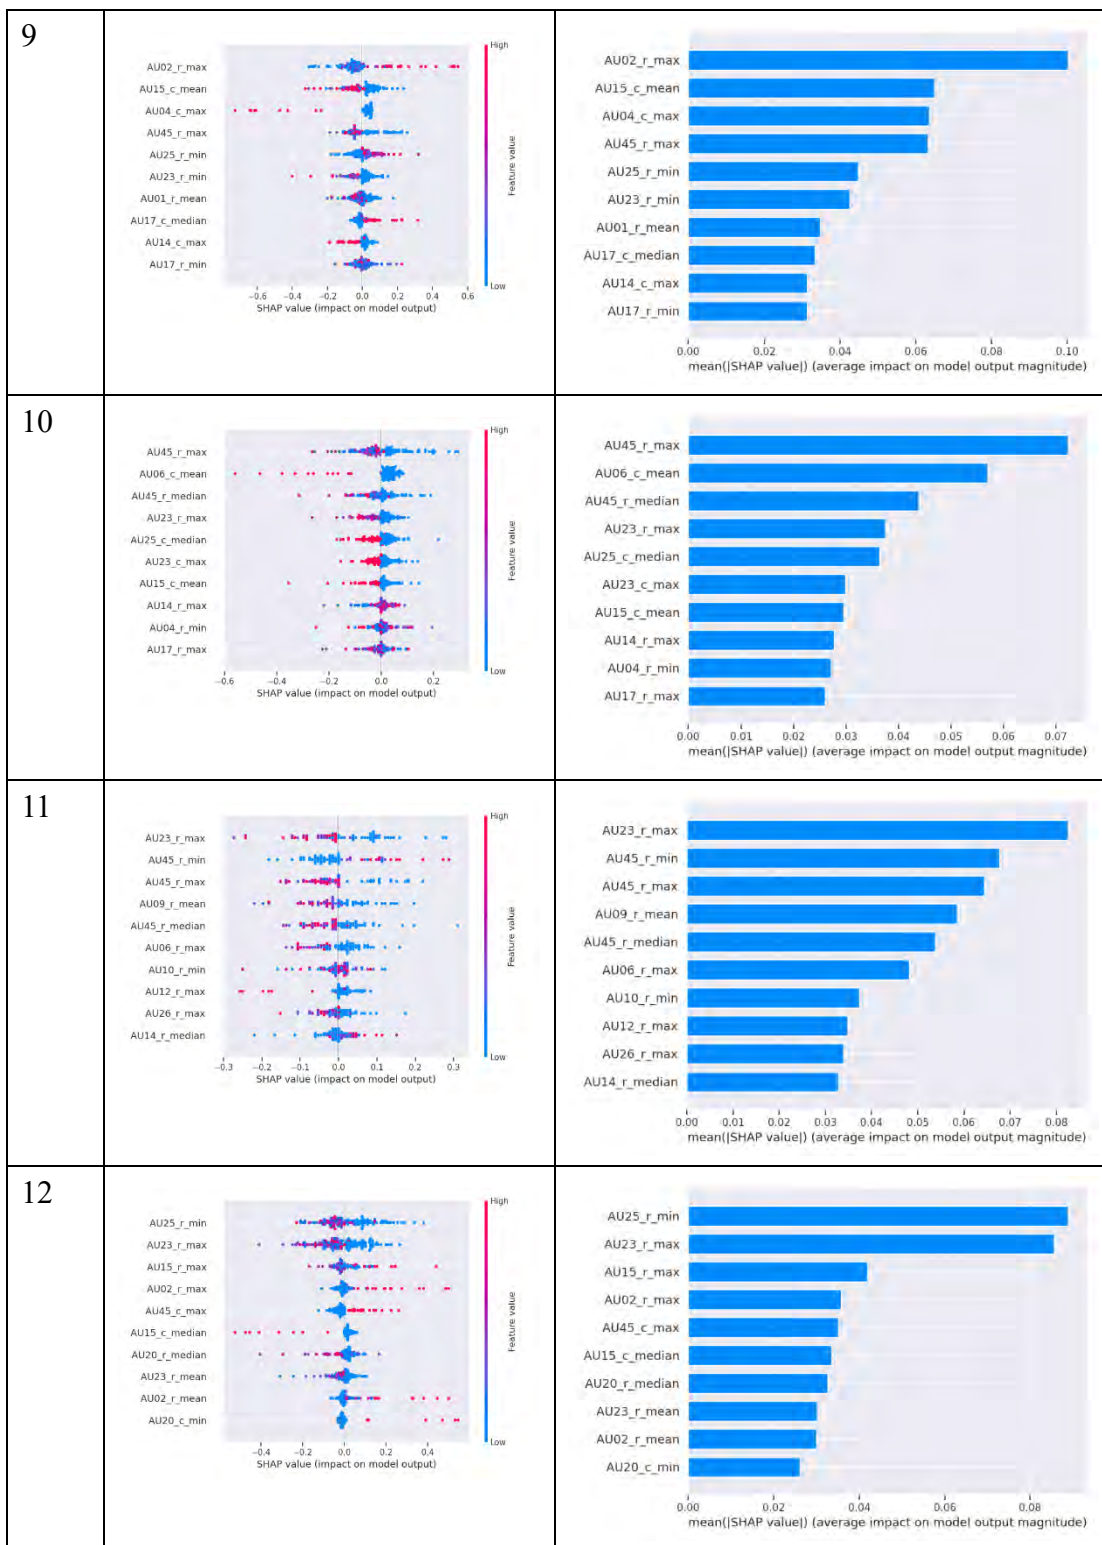 9
High
AU02_r_max
AU15_c_mean
AU04_c_max
AU45_r_max
AU25_r_min
AU23_r_min
AU01_r_mean
AU17_c_median
AU14_c_max
AU17_r_min
Feature value
Low
−0.6 −0.4 −0.2 0.0 0.2 0.4 0.6
SHAP value (impact on model output)
AU02_r_max
AU15_c_mean
AU04_c_max
AU45_r_max
AU25_r_min
AU23_r_min
AU01_r_mean
AU17_c_median
AU14_c_max
AU17_r_min
0.00 0.02 0.04 0.06 0.08 0.10
mean(|SHAP value|) (average impact on model output magnitude)
10
High
AU45_r_max
AU06_c_mean
AU45_r_median
AU23_r_max
AU25_c_median
AU23_c_max
AU15_c_mean
AU14_r_max
AU04_r_min
AU17_r_max
Feature value
Low
−0.6 −0.4 −0.2 0.0 0.2
SHAP value (impact on model output)
AU45_r_max
AU06_c_mean
AU45_r_median
AU23_r_max
AU25_c_median
AU23_c_max
AU15_c_mean
AU14_r_max
AU04_r_min
AU17_r_max
0.00 0.01 0.02 0.03 0.04 0.05 0.06 0.07
mean(|SHAP value|) (average impact on model output magnitude)
11
High
AU23_r_max
AU45_r_min
AU45_r_max
AU09_r_mean
AU45_r_median
AU06_r_max
AU10_r_min
AU12_r_max
AU26_r_max
AU14_r_median
Feature value
Low
−0.3 −0.2 −0.1 0.0 0.1 0.2 0.3
SHAP value (impact on model output)
AU23_r_max
AU45_r_min
AU45_r_max
AU09_r_mean
AU45_r_median
AU06_r_max
AU10_r_min
AU12_r_max
AU26_r_max
AU14_r_median
0.00 0.01 0.02 0.03 0.04 0.05 0.06 0.07 0.08
mean(|SHAP value|) (average impact on model output magnitude)
12
High
AU25_r_min
AU23_r_max
AU15_r_max
AU02_r_max
AU45_c_max
AU15_c_median
AU20_r_median
AU23_r_mean
AU02_r_mean
AU20_c_min
Feature value
Low
−0.4 −0.2 0.0 0.2 0.4
SHAP value (impact on model output)
AU25_r_min
AU23_r_max
AU15_r_max
AU02_r_max
AU45_c_max
AU15_c_median
AU20_r_median
AU23_r_mean
AU02_r_mean
AU20_c_min
0.00 0.02 0.04 0.06 0.08
mean(|SHAP value|) (average impact on model output magnitude)